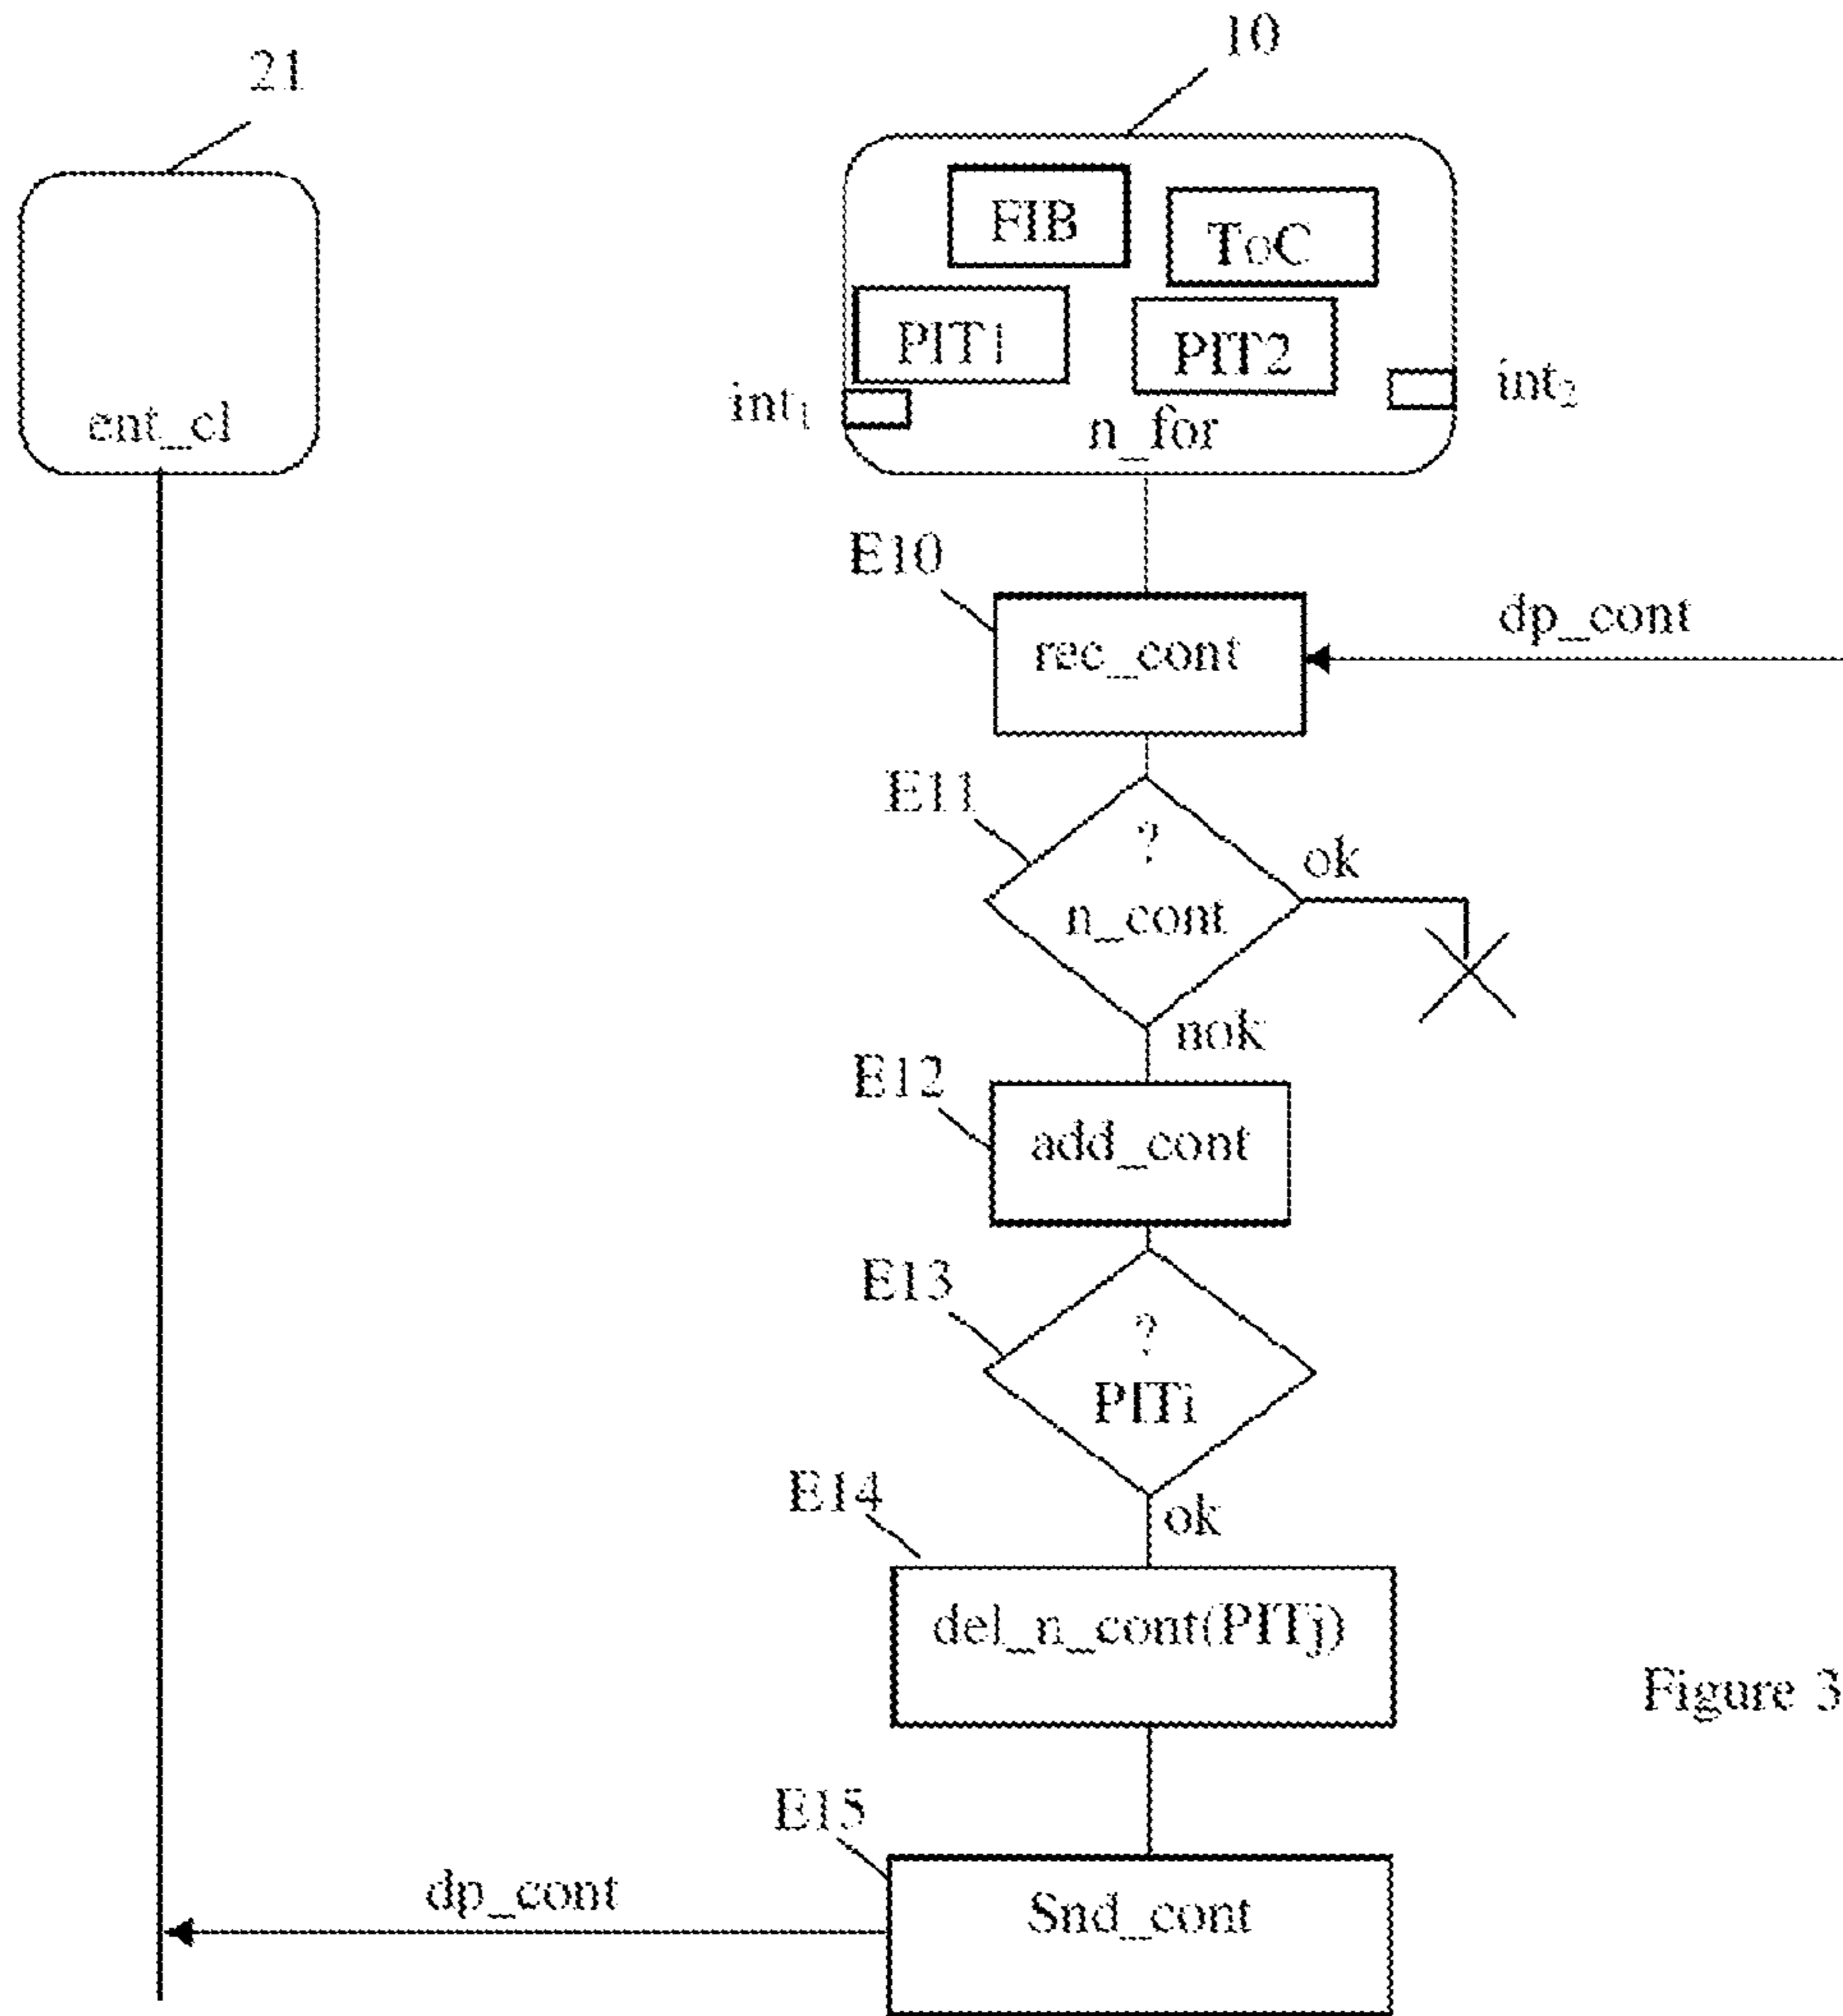 21
10
FIB
ToC
PIT1
PIT2
int₁
int₂
ent_cl
n_for
E10
rec_cont
dp_cont
E11
?
n_cont
ok
nok
E12
add_cont
E13
?
PITi
ok
E14
del_n_cont(PITj)
Figure 3
E15
Snd_cont
dp_cont